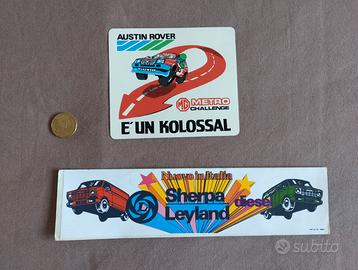 AUSTIN ROVER
MG METRO
CHALLENGE
E' UN KOLOSSAL
Nuovo in Italia
Sherpa
Leyland diesel
subito